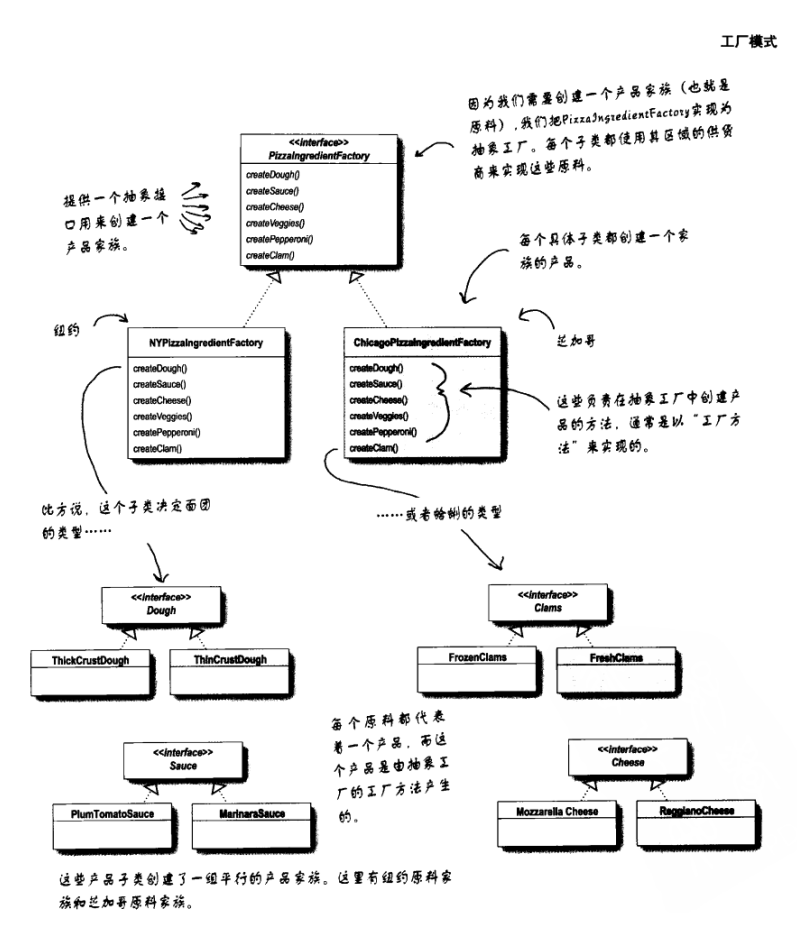 工厂模式
因为我们需要创建一个产品家族（也就是
原料），我们把PizzaIngredientFactory实现为
抽象工厂。每个子类都使用其区域的供货
商来实现这些原料。
<<interface>>
PizzaIngredientFactory
createDough()
createSauce()
createCheese()
createVeggies()
createPepperoni()
createClam()
提供一个抽象接
口用来创建一个
产品家族。
每个具体子类都创建一个家
族的产品。
纽约
NYPizzaIngredientFactory
createDough()
createSauce()
createCheese()
createVeggies()
createPepperoni()
createClam()
ChicagoPizzaIngredientFactory
createDough()
createSauce()
createCheese()
createVeggies()
createPepperoni()
createClam()
芝加哥
这些负责在抽象工厂中创建产
品的方法，通常是以“工厂方
法”来实现的。
比方说，这个子类决定面团
的类型……
……或者蛤蜊的类型
<<interface>>
Dough
ThickCrustDough
ThinCrustDough
<<interface>>
Clams
FrozenClams
FreshClams
每个原料都代表
着一个产品，而这
个产品是由抽象工
厂的工厂方法产生
的。
<<interface>>
Sauce
PlumTomatoSauce
MarinaraSauce
<<interface>>
Cheese
Mozzarella Cheese
ReggianoCheese
这些产品子类创建了一组平行的产品家族。这里有纽约原料家
族和芝加哥原料家族。